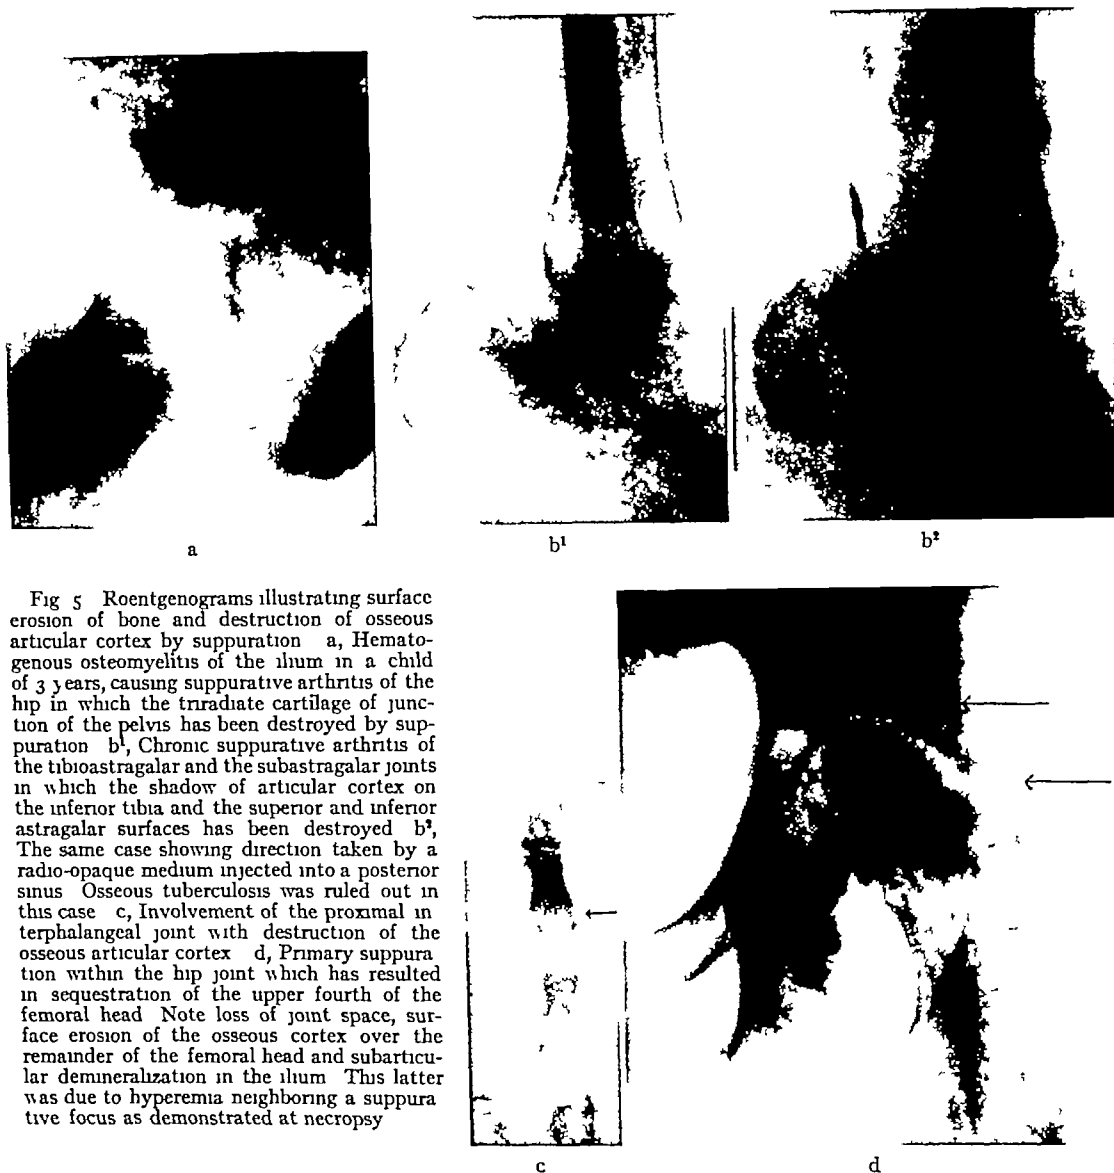 a
b¹
b²
Fig 5 Roentgenograms illustrating surface
erosion of bone and destruction of osseous
articular cortex by suppuration a, Hemato-
genous osteomyelitis of the ilium in a child
of 3 years, causing suppurative arthritis of the
hip in which the triradiate cartilage of junc-
tion of the pelvis has been destroyed by sup-
puration b¹, Chronic suppurative arthritis of
the tibioastragalar and the subastragalar joints
in which the shadow of articular cortex on
the inferior tibia and the superior and inferior
astragalar surfaces has been destroyed b²,
The same case showing direction taken by a
radio-opaque medium injected into a posterior
sinus Osseous tuberculosis was ruled out in
this case c, Involvement of the proximal in
terphalangeal joint with destruction of the
osseous articular cortex d, Primary suppura
tion within the hip joint which has resulted
in sequestration of the upper fourth of the
femoral head Note loss of joint space, sur-
face erosion of the osseous cortex over the
remainder of the femoral head and subarticu-
lar demineralization in the ilium This latter
was due to hyperemia neighboring a suppura
tive focus as demonstrated at necropsy
c
d